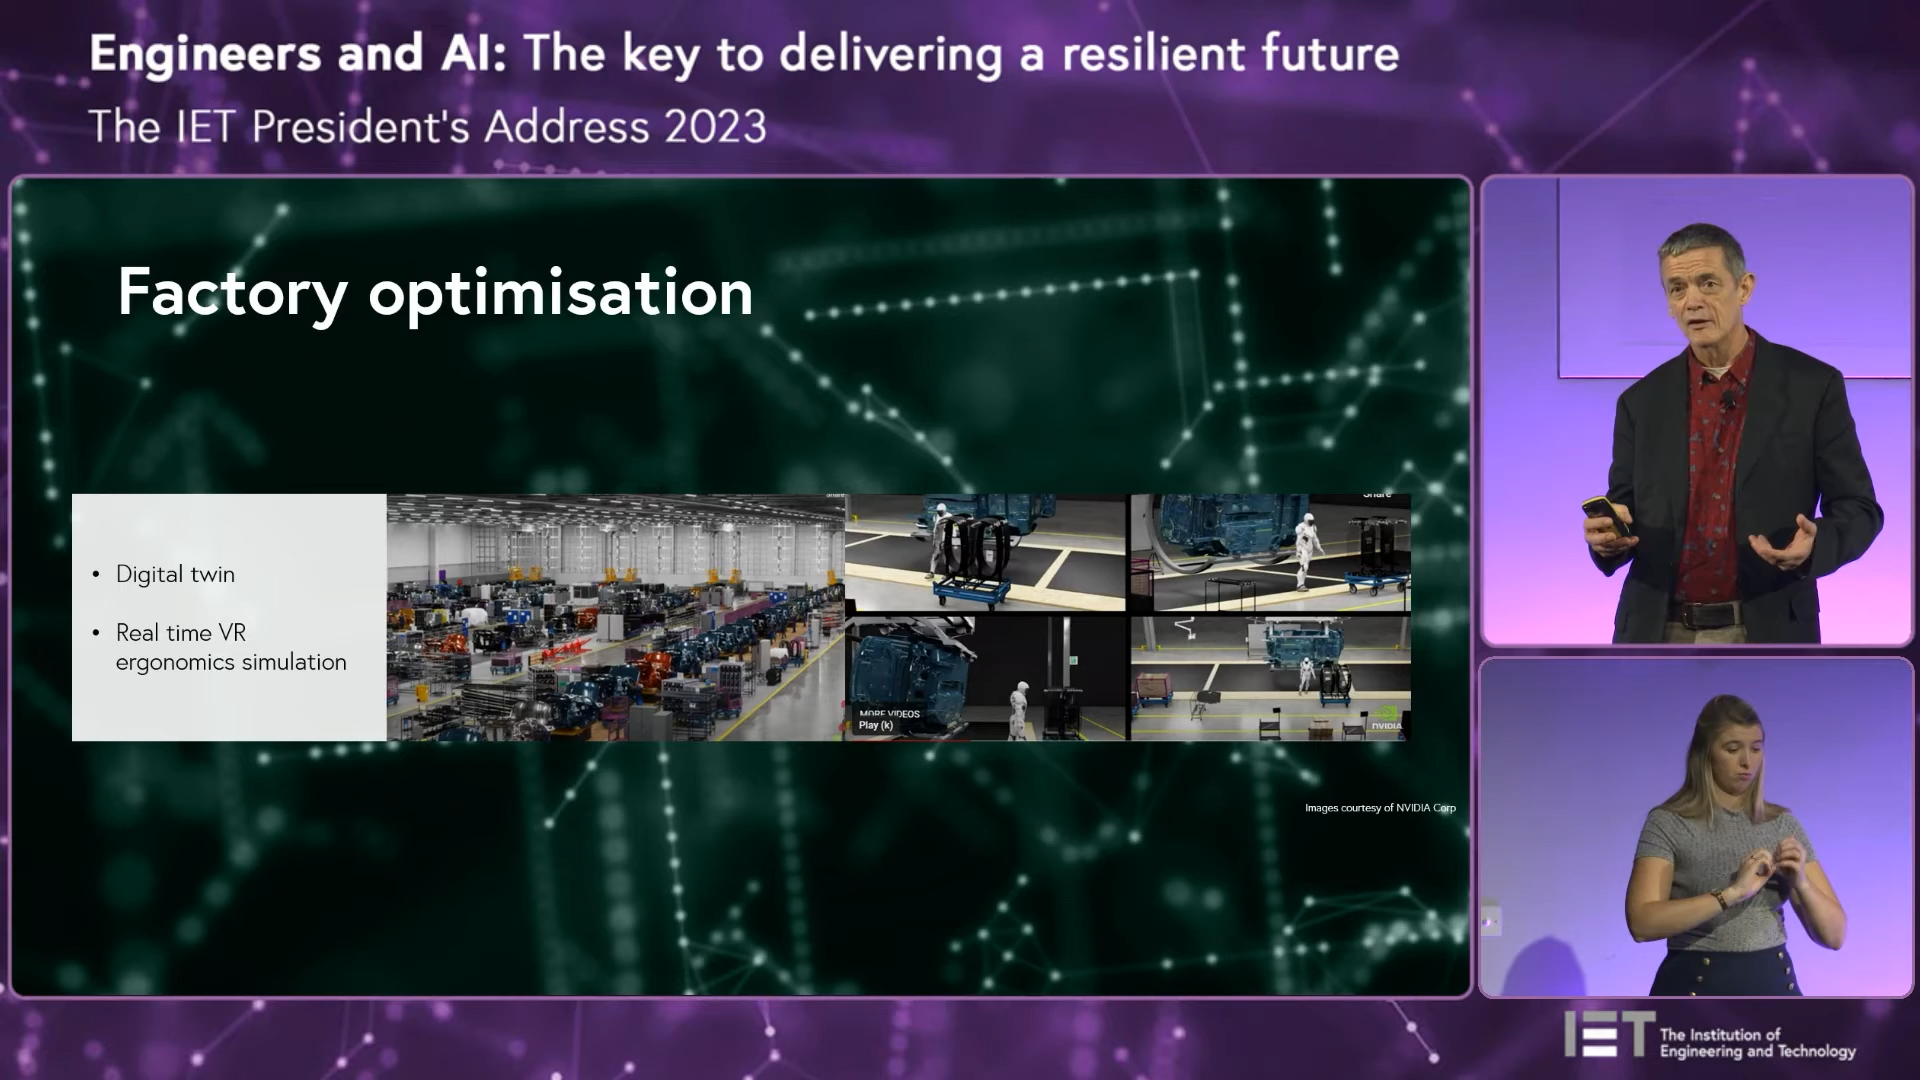 Engineers and AI: The key to delivering a resilient future
The IET President's Address 2023
Factory optimisation
• Digital twin
• Real time VR
ergonomics simulation
Share
MORE VIDEOS
Play (k)
NVIDIA
Images courtesy of NVIDIA Corp
IET The Institution of
Engineering and Technology